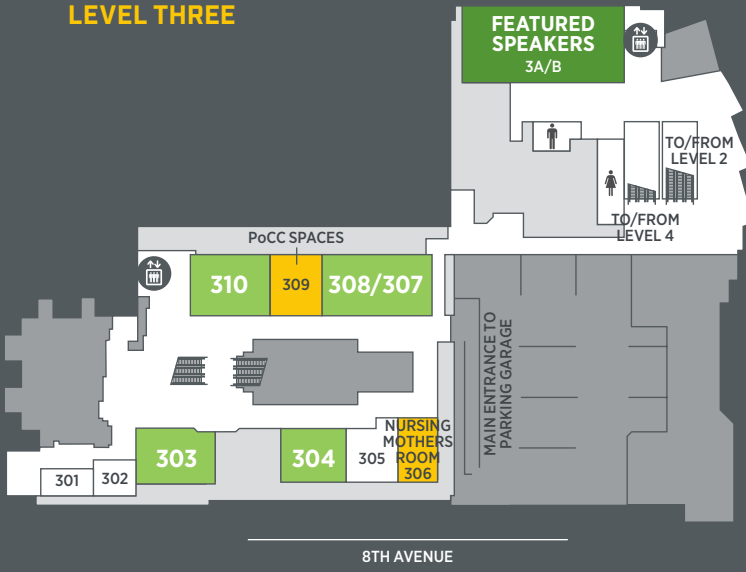 LEVEL THREE
FEATURED
SPEAKERS
3A/B
TO/FROM
LEVEL 2
TO/FROM
LEVEL 4
PoCC SPACES
310
309
308/307
MAIN ENTRANCE TO
PARKING GARAGE
303
304
305
NURSING
MOTHERS
ROOM
306
301
302
8TH AVENUE